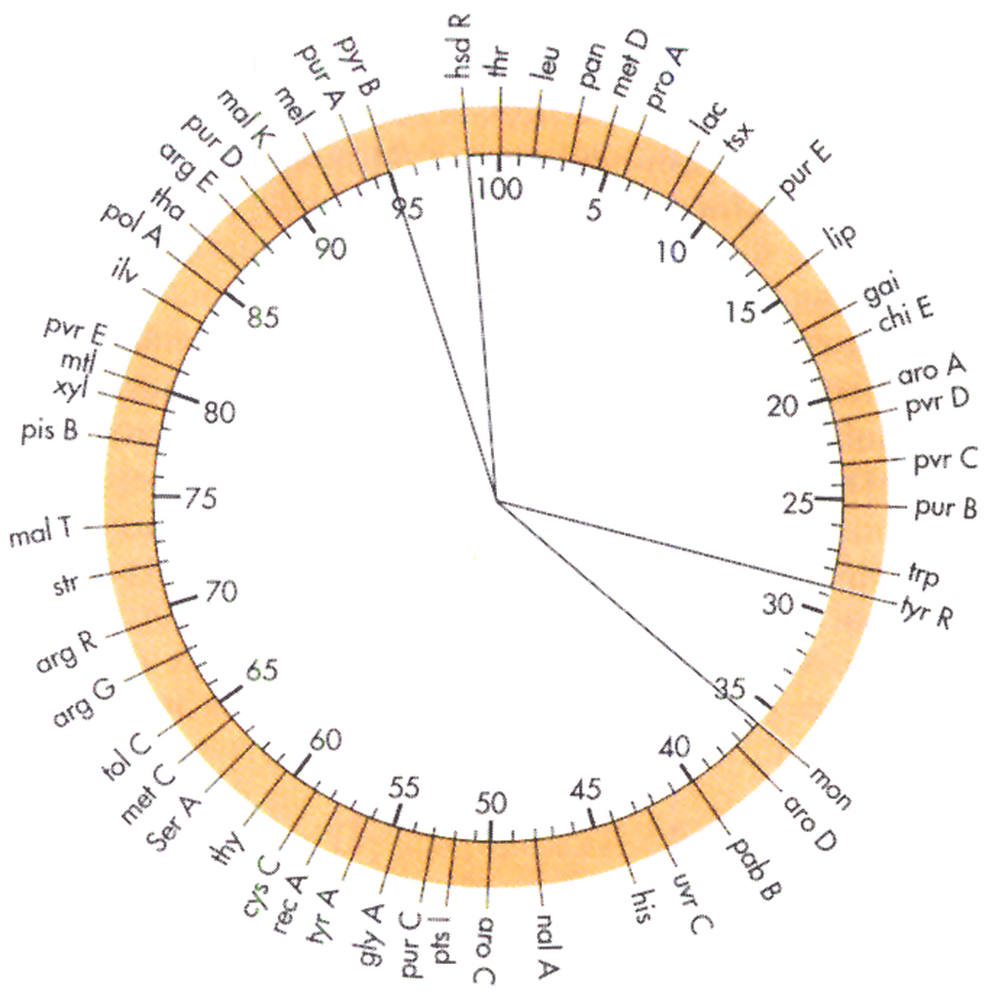 hsd R
thr
leu
pan
met D
pro A
lac
tsx
pur E
lip
gai
chi E
aro A
pvr D
pvr C
pur B
trp
tyr R
mon
aro D
pab B
uvr C
his
nal A
aro C
pts I
pur C
gly A
tyr A
rec A
cys C
thy
Ser A
met C
tol C
arg G
arg R
str
mal T
pis B
xyl
mtl
pvr E
ilv
pol A
tha
arg E
pur D
mal K
mel
pur A
pyr B
100
5
10
15
20
25
30
35
40
45
50
55
60
65
70
75
80
85
90
95